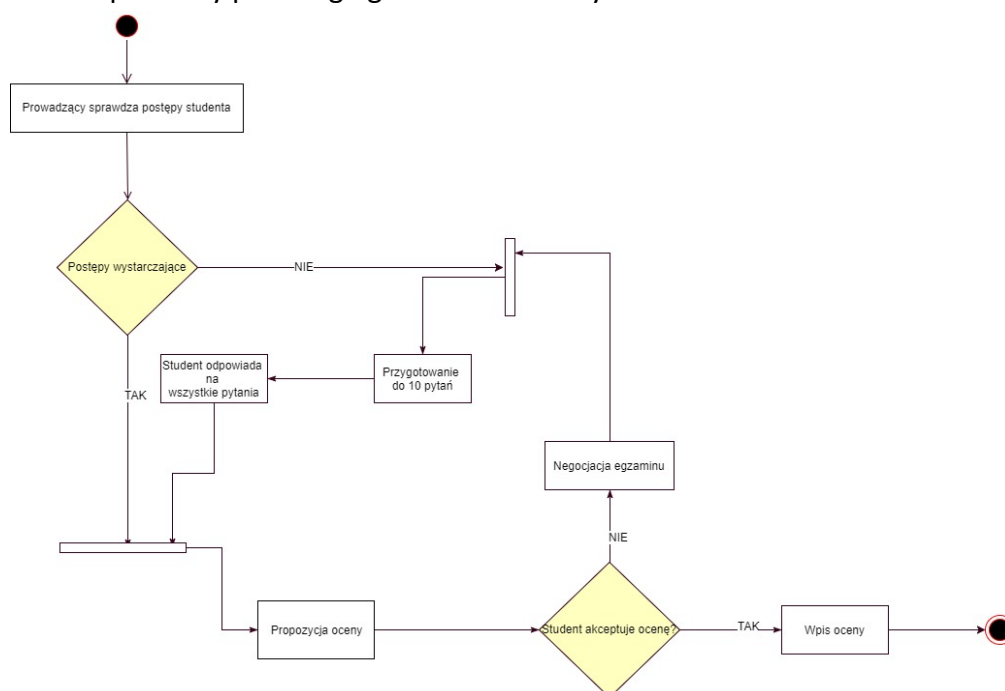 Prowadzący sprawdza postępy studenta
Postępy wystarczające
NIE
Student odpowiada
na
wszystkie pytania
Przygotowanie
do 10 pytań
TAK
Negocjacja egzaminu
NIE
Propozycja oceny
Student akceptuje ocenę?
TAK
Wpis oceny